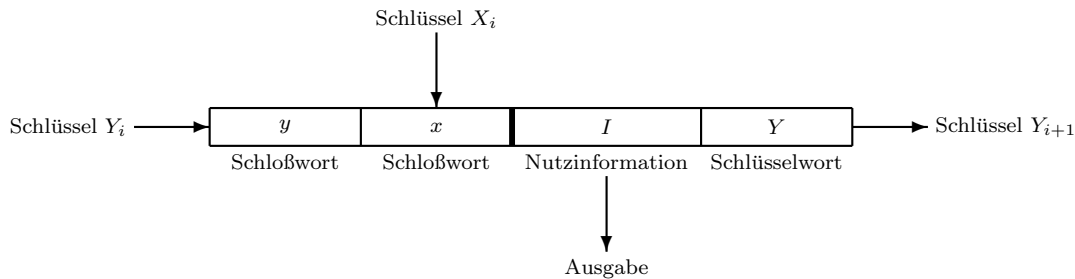 Schlüssel $X_i$
Schlüssel $Y_i$ y x I Y Schlüssel $Y_{i+1}$
Schloßwort Schloßwort Nutzinformation Schlüsselwort
Ausgabe